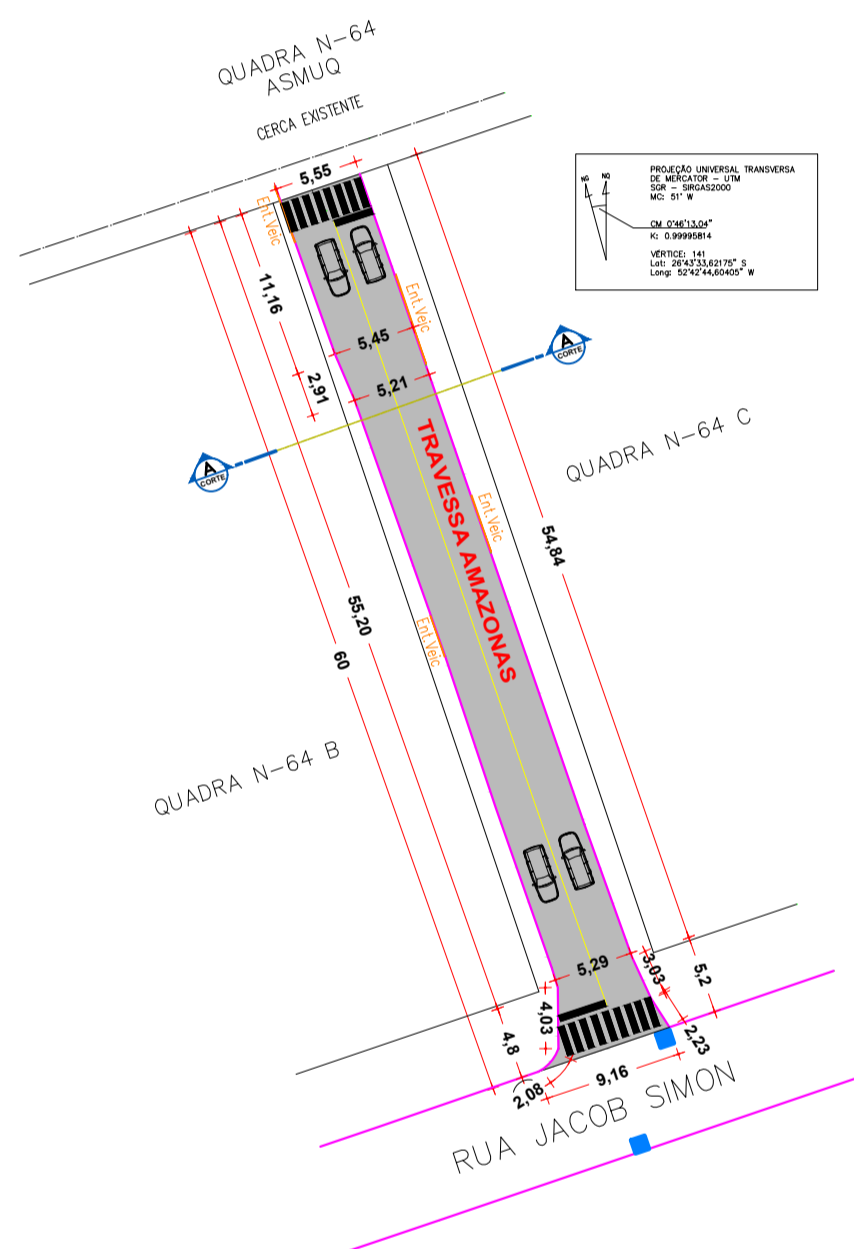 QUADRA N-64
ASMUQ
CERCA EXISTENTE
5,55
Ent.Veic
NG NQ
PROJEÇÃO UNIVERSAL TRANSVERSA
DE MERCATOR - UTM
SGR - SIRGAS2000
MC: 51° W
CM 0°46'13,04"
K: 0.99995814
VÉRTICE: 141
Lat: 26°43'33,62175" S
Long: 52°42'44,60405" W
11,16
Ent.Veic
5,45
A
CORTE
2,91
5,21
QUADRA N-64 C
A
CORTE
TRAVESSA AMAZONAS
Ent.Veic
54,84
55,20
Ent.Veic
60
QUADRA N-64 B
5,29
3,03
5,2
4,03
4,8
2,23
2,08
9,16
RUA JACOB SIMON